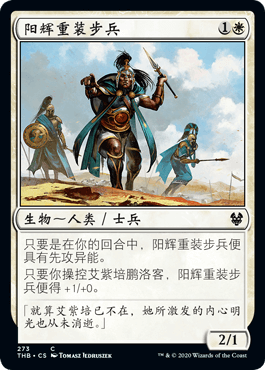 阳辉重装步兵 1
生物～人类／士兵
只要是在你的回合中，阳辉重装步兵便
具有先攻异能。
只要你操控艾紫培鹏洛客，阳辉重装步
兵便得 +1/+0。
「就算艾紫培已不在，她所激发的内心明
光也从未消逝。」
2/1
273 C
THB • CS Tomasz Jedruszek
™ & © 2020 Wizards of the Coast